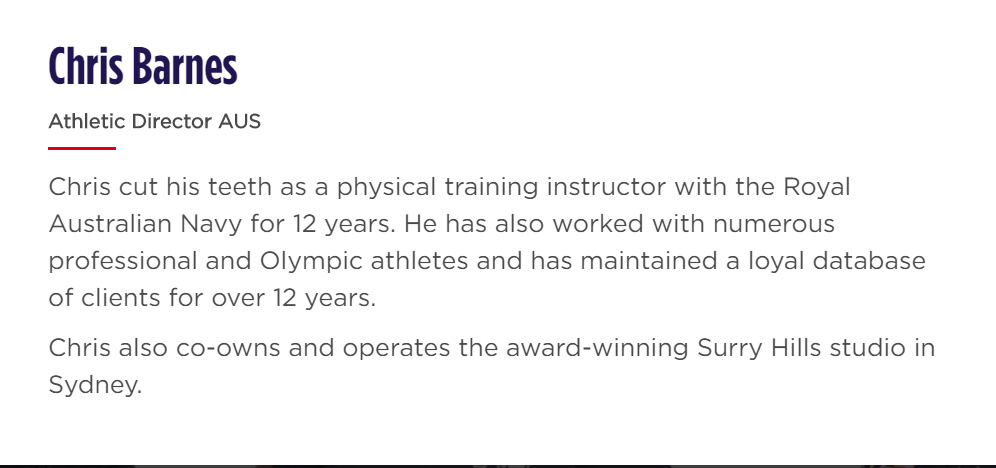 Chris Barnes
Athletic Director AUS
Chris cut his teeth as a physical training instructor with the Royal
Australian Navy for 12 years. He has also worked with numerous
professional and Olympic athletes and has maintained a loyal database
of clients for over 12 years.
Chris also co-owns and operates the award-winning Surry Hills studio in
Sydney.